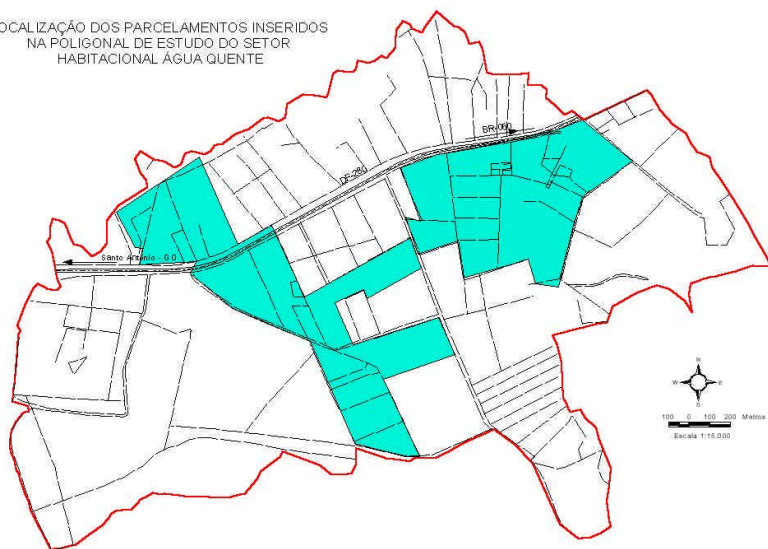 OCALIZAÇÃO DOS PARCELAMENTOS INSERIDOS
NA POLIGONAL DE ESTUDO DO SETOR
HABITACIONAL ÁGUA QUENTE
BR-060
DF-280
Santo Antonio - GO
N
W E
S
100 0 100 200 Metros
Escala 1:15.000